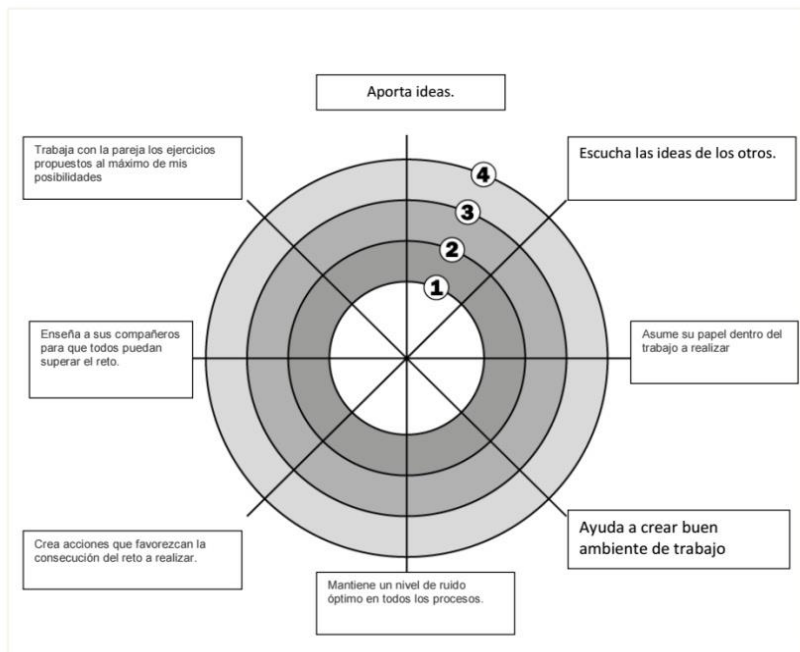 Aporta ideas.
Trabaja con la pareja los ejercicios
propuestos al máximo de mis
posibilidades
Escucha las ideas de los otros.
4
3
2
1
Enseña a sus compañeros
para que todos puedan
superar el reto.
Asume su papel dentro del
trabajo a realizar
Crea acciones que favorezcan la
consecución del reto a realizar.
Ayuda a crear buen
ambiente de trabajo
Mantiene un nivel de ruido
óptimo en todos los procesos.